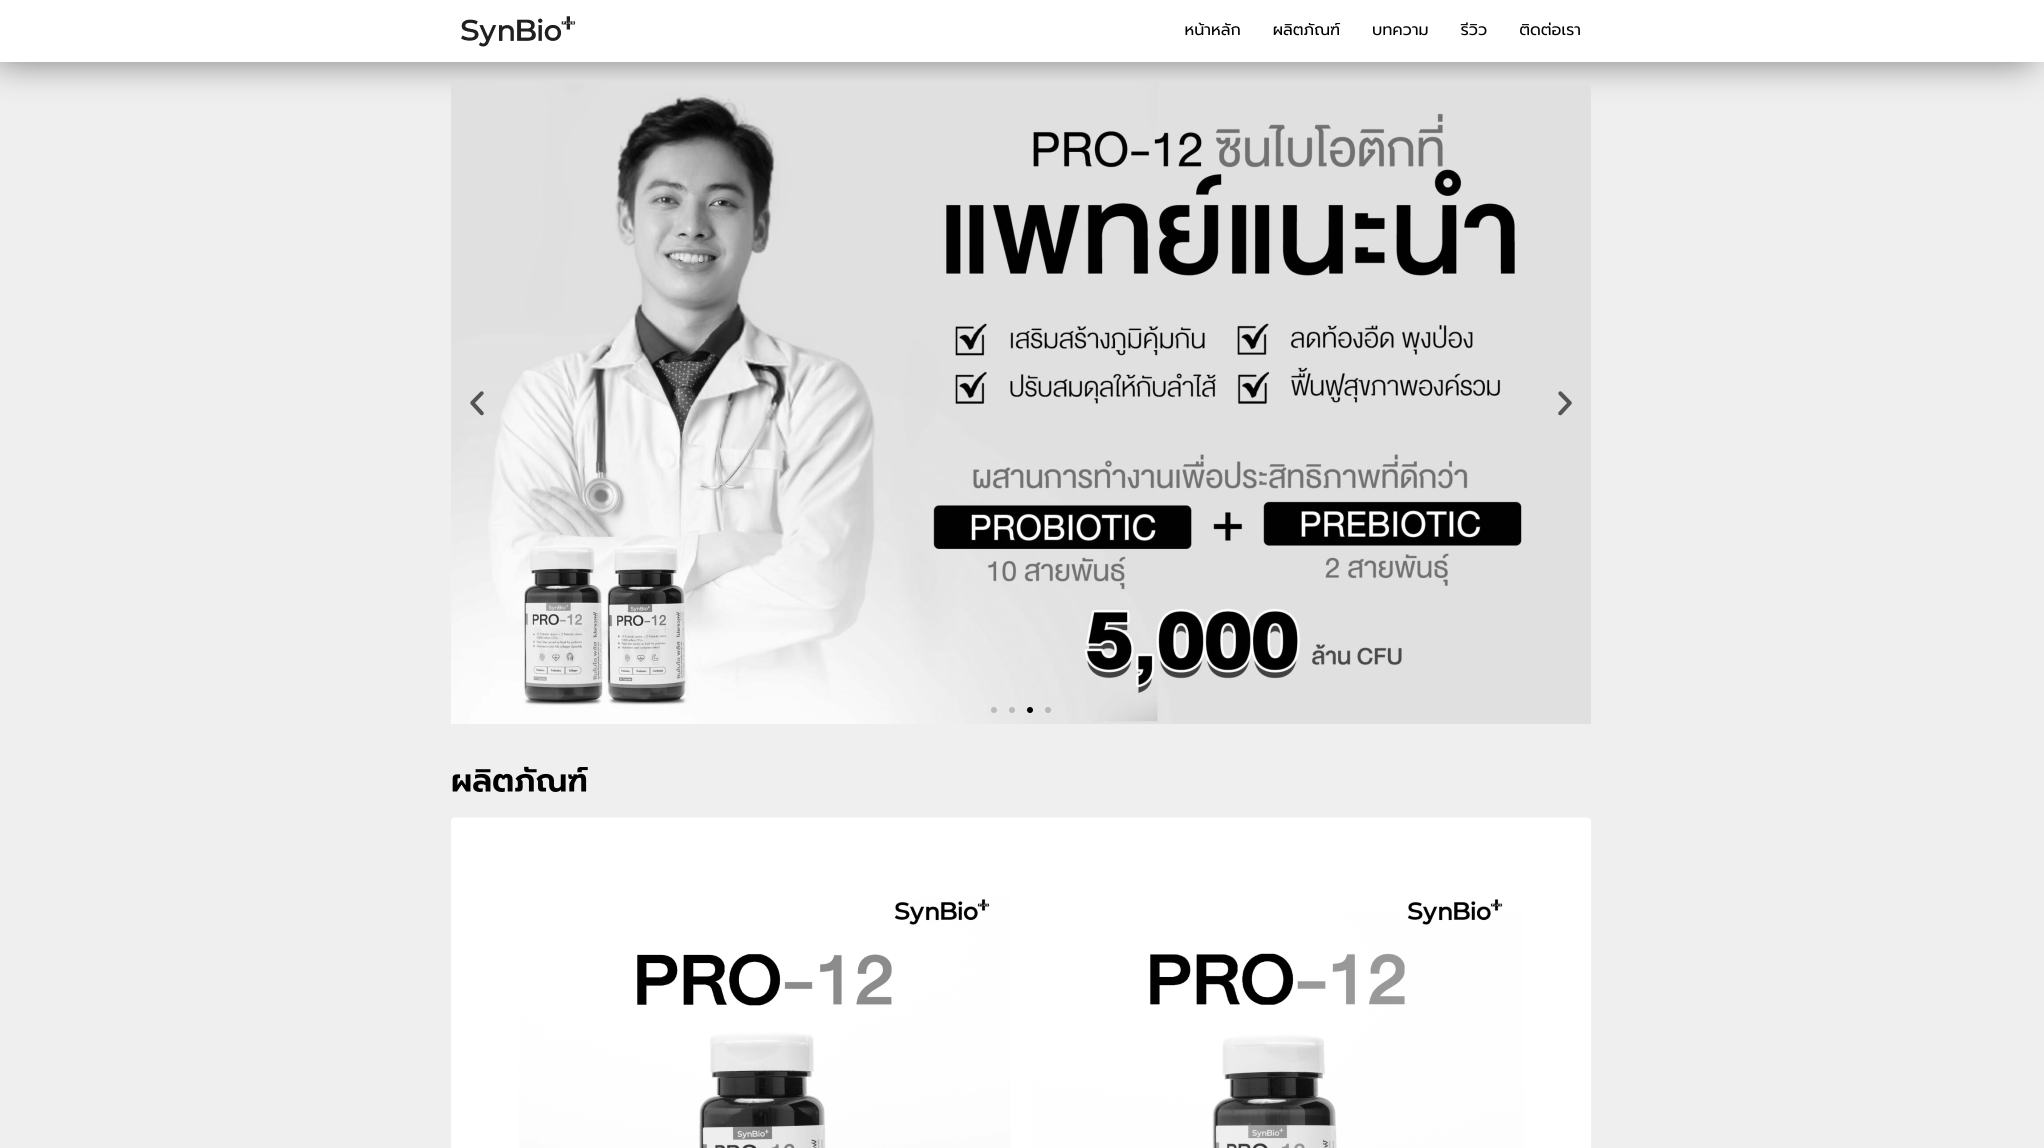 SynBio+
หน้าหลัก ผลิตภัณฑ์ บทความ รีวิว ติดต่อเรา
PRO-12 ซินไบโอติกที่
แพทย์แนะนำ
เสริมสร้างภูมิคุ้มกัน ลดท้องอืด พุงป่อง
ปรับสมดุลให้กับลำไส้ ฟื้นฟูสุขภาพองค์รวม
ผสานการทำงานเพื่อประสิทธิภาพที่ดีกว่า
PROBIOTIC + PREBIOTIC
10 สายพันธุ์ 2 สายพันธุ์
5,000 ล้าน CFU
SynBio+ SynBio+
PRO-12 PRO-12
ผลิตภัณฑ์
SynBio+ SynBio+
PRO-12 PRO-12
SynBio+ SynBio+
PRO-12 PRO-12